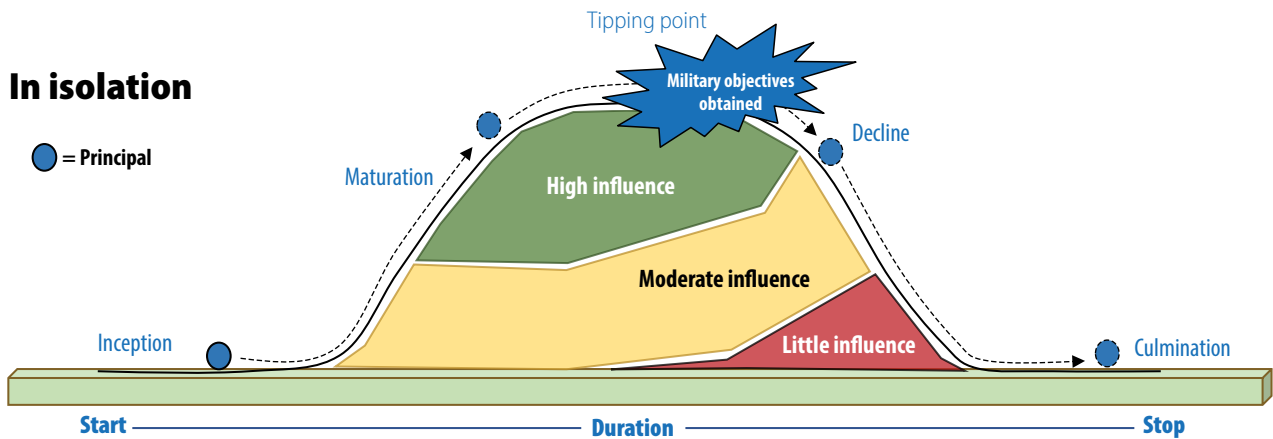 Tipping point
In isolation
Military objectives
obtained
= Principal
Decline
Maturation
High influence
Moderate influence
Inception
Little influence
Culmination
Start
Duration
Stop